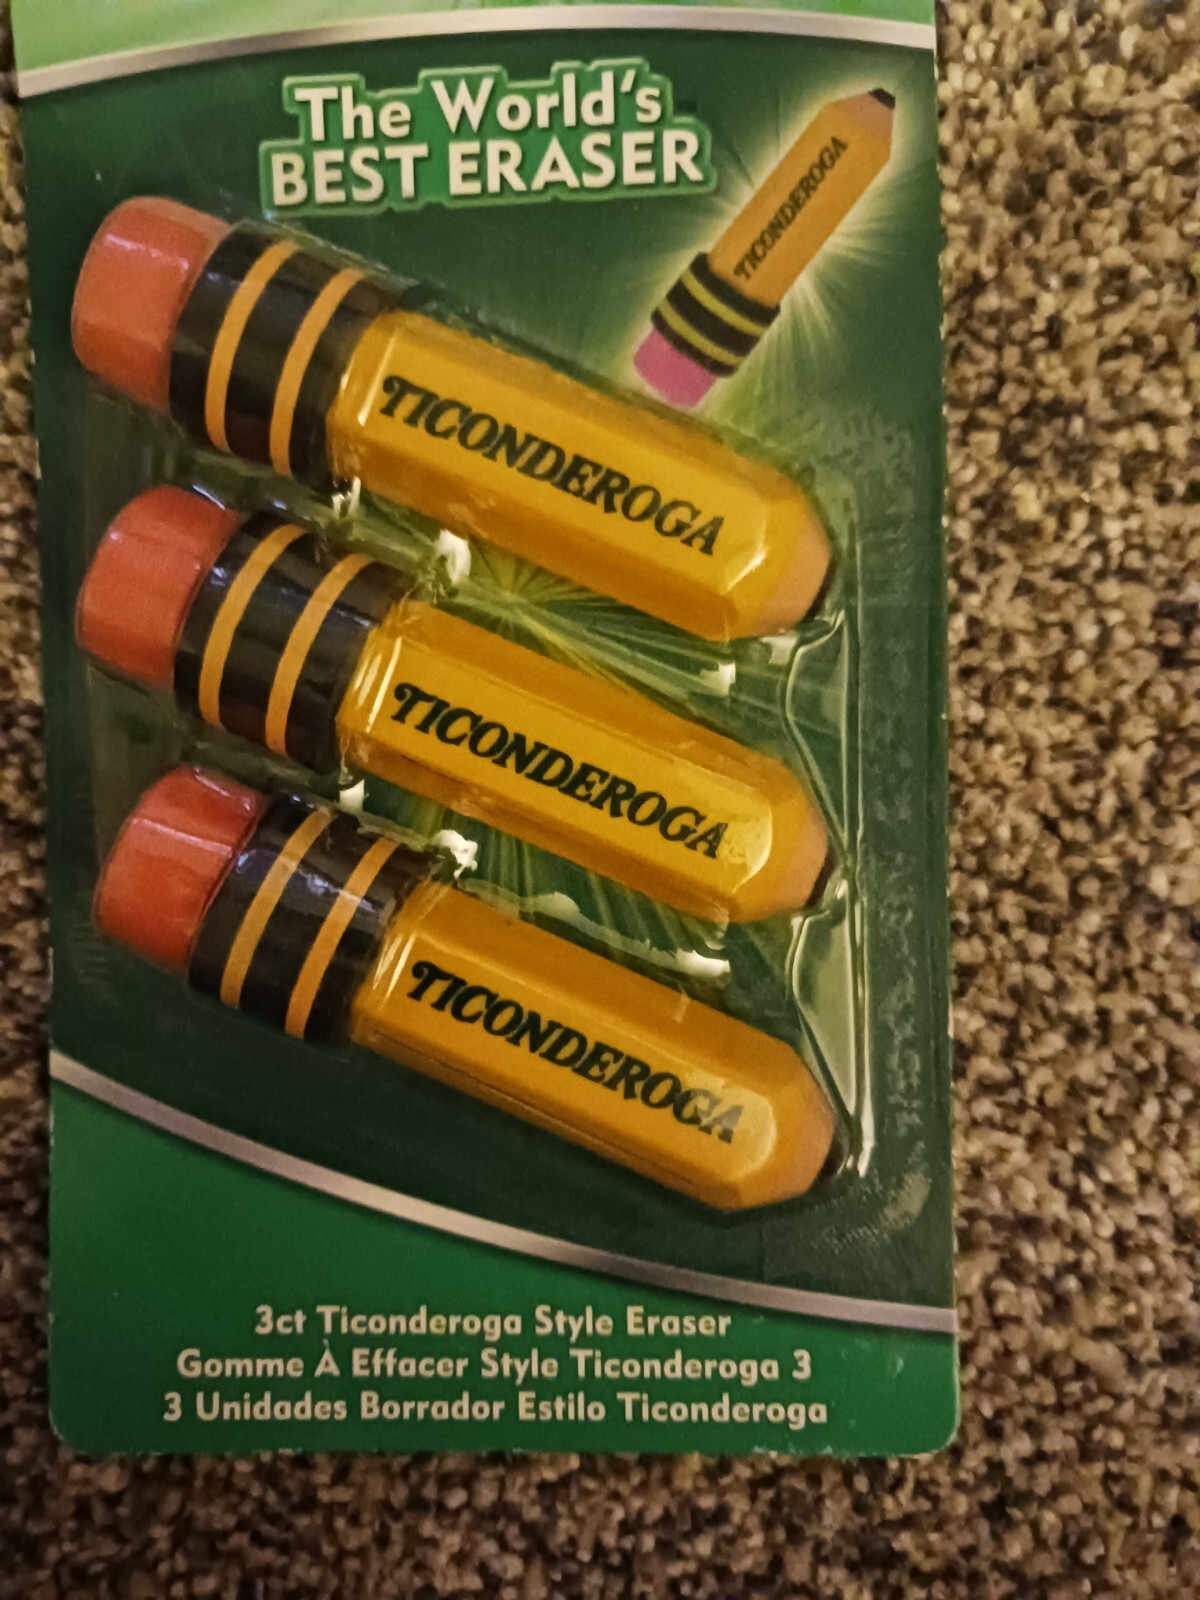 The World's
BEST ERASER
TICONDEROGA
TICONDEROGA
TICONDEROGA
TICONDEROGA
3ct Ticonderoga Style Eraser
Gomme À Effacer Style Ticonderoga 3
3 Unidades Borrador Estilo Ticonderoga